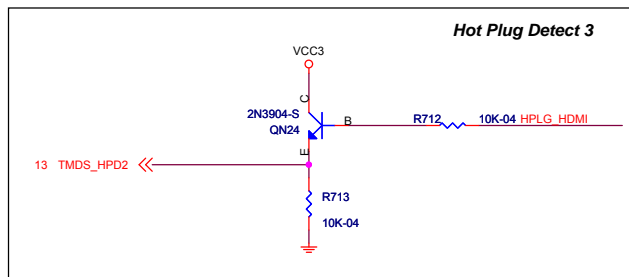 Hot Plug Detect 3
VCC3
C
2N3904-S
QN24
B
R712
10K-04
HPLG_HDMI
E
13 TMDS_HPD2
R713
10K-04